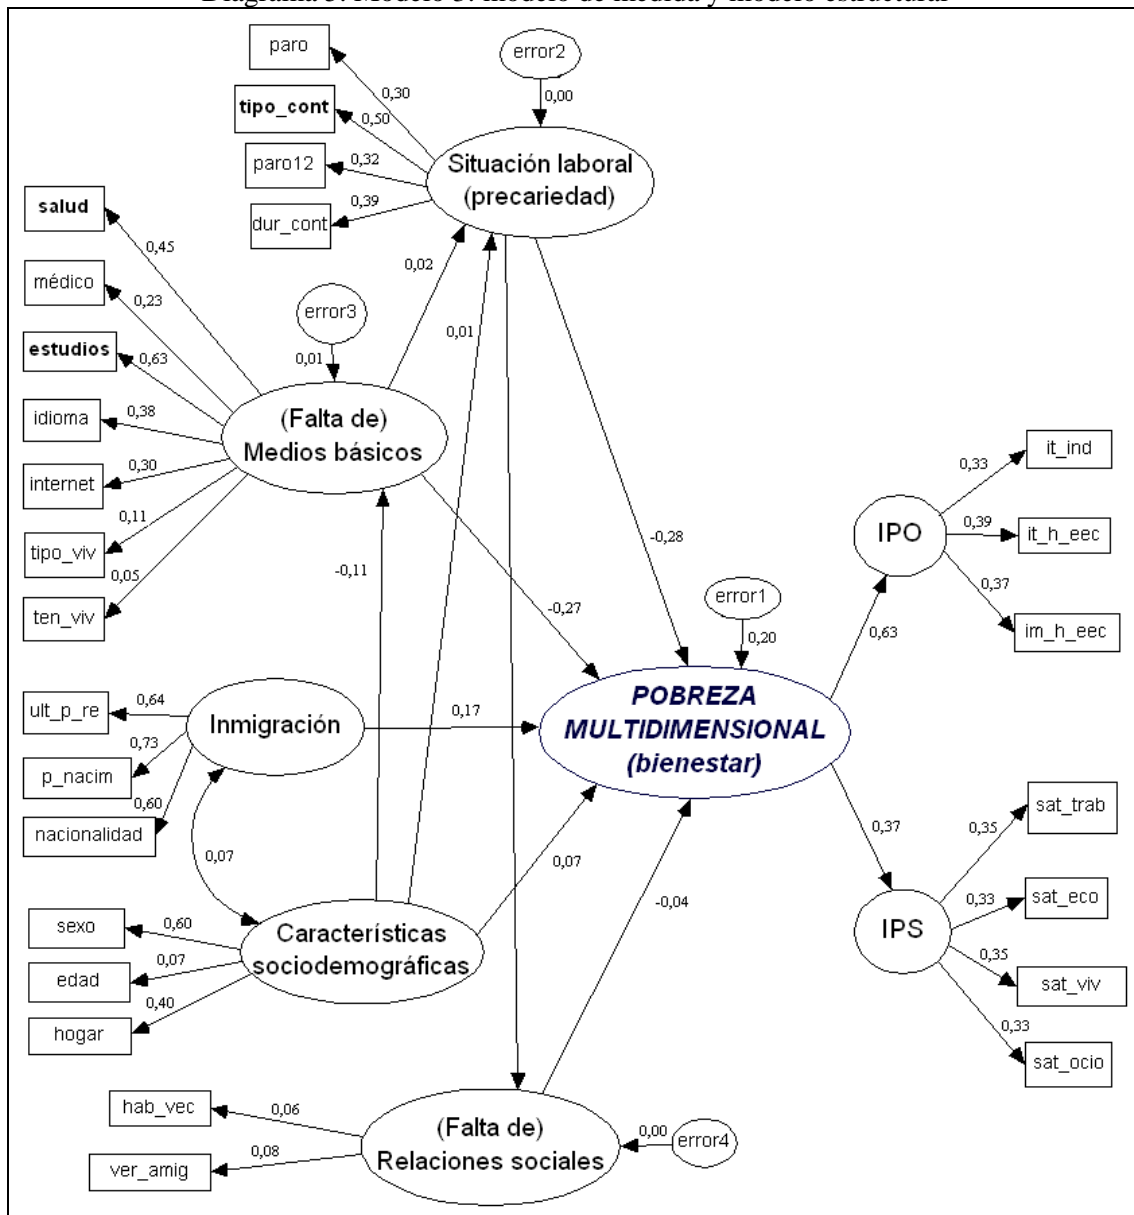 Diagrama 3. Modelo 3: modelo de medida y modelo estructural
paro
error2
0,30
0,00
tipo_cont
0,50
paro12
0,32
Situación laboral
(precariedad)
dur_cont
0,39
salud
0,45
0,02
médico
0,23
error3
0,01
estudios
0,63
0,01
idioma
0,38
(Falta de)
Medios básicos
internet
0,30
0,11
tipo_viv
0,05
ten_viv
-0,11
-0,28
-0,27
it_ind
0,33
IPO
0,39
it_h_eec
0,37
im_h_eec
0,63
error1
0,20
ult_p_re
0,64
Inmigración
0,17
POBREZA
MULTIDIMENSIONAL
(bienestar)
p_nacim
0,73
0,60
nacionalidad
0,07
0,07
0,37
sat_trab
0,35
sat_eco
0,33
IPS
0,35
sat_viv
0,33
sat_ocio
-0,04
sexo
0,60
Características
sociodemográficas
edad
0,07
0,40
hogar
hab_vec
0,06
(Falta de)
Relaciones sociales
0,00
error4
ver_amig
0,08